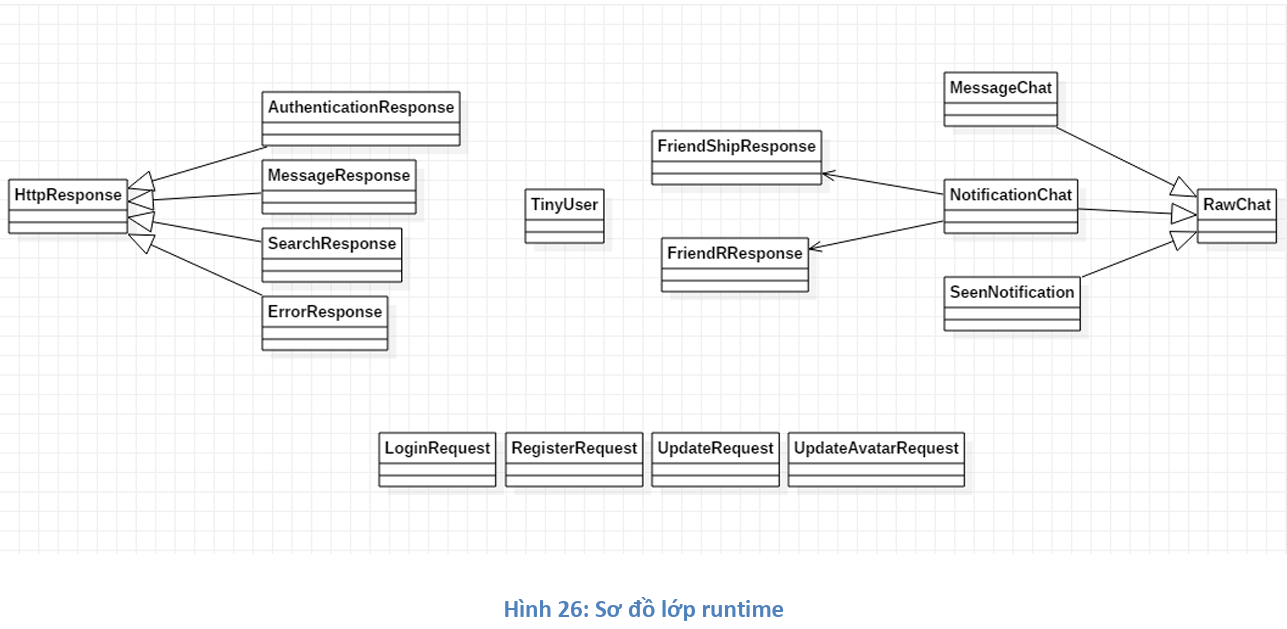 AuthenticationResponse
MessageResponse
HttpResponse
SearchResponse
ErrorResponse
TinyUser
FriendShipResponse
FriendRResponse
MessageChat
NotificationChat
SeenNotification
RawChat
LoginRequest
RegisterRequest
UpdateRequest
UpdateAvatarRequest
Hình 26: Sơ đồ lớp runtime